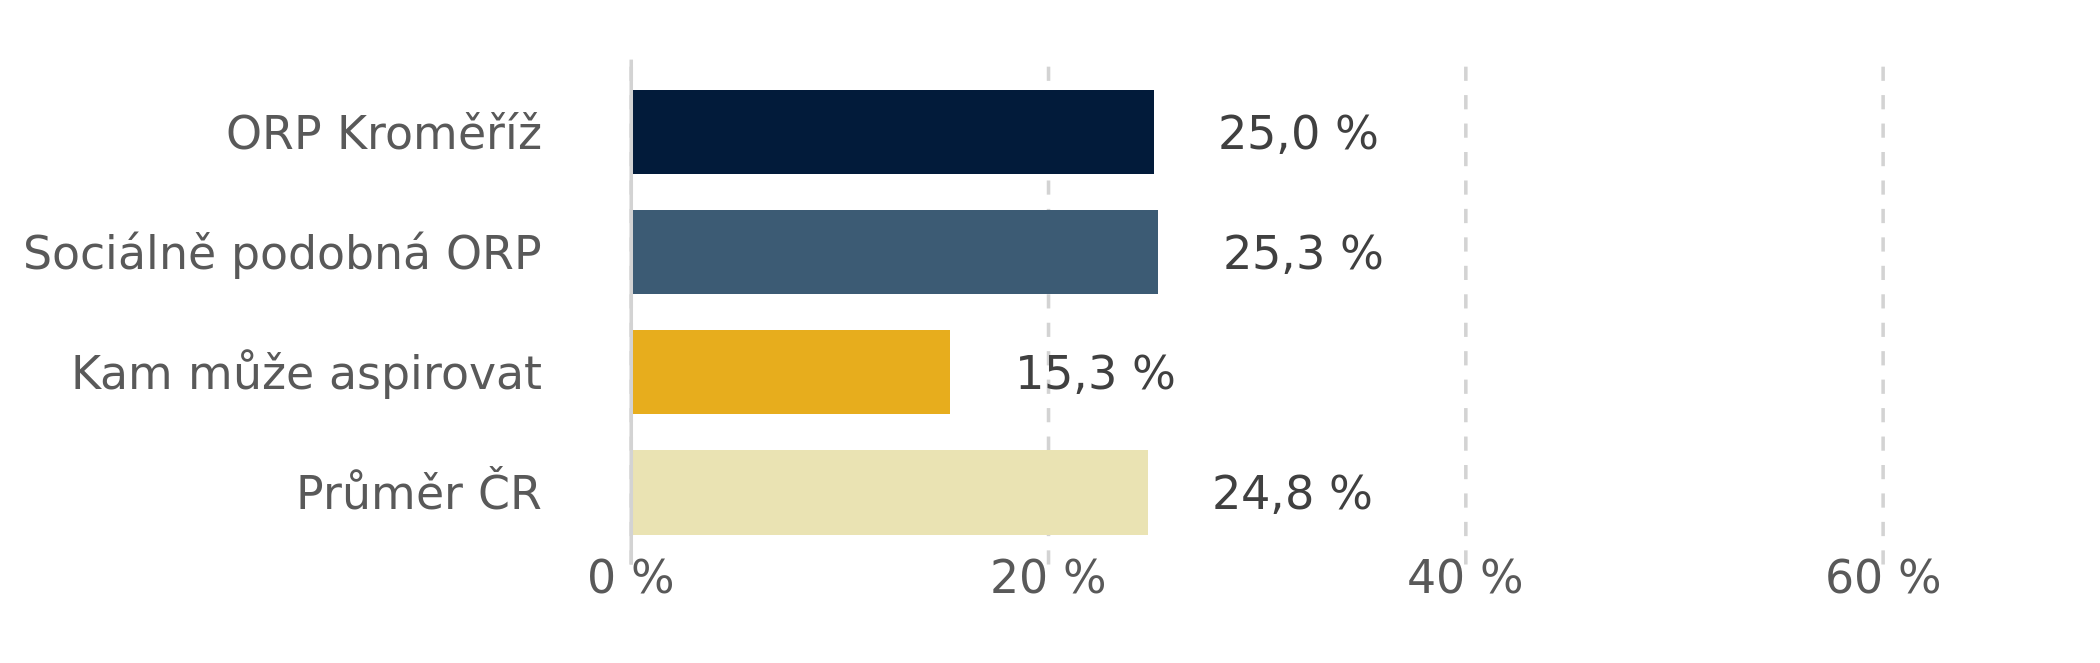 ORP Kroměříž 25,0 %
Sociálně podobná ORP 25,3 %
Kam může aspirovat 15,3 %
Průměr ČR 24,8 %
0 % 20 % 40 % 60 %